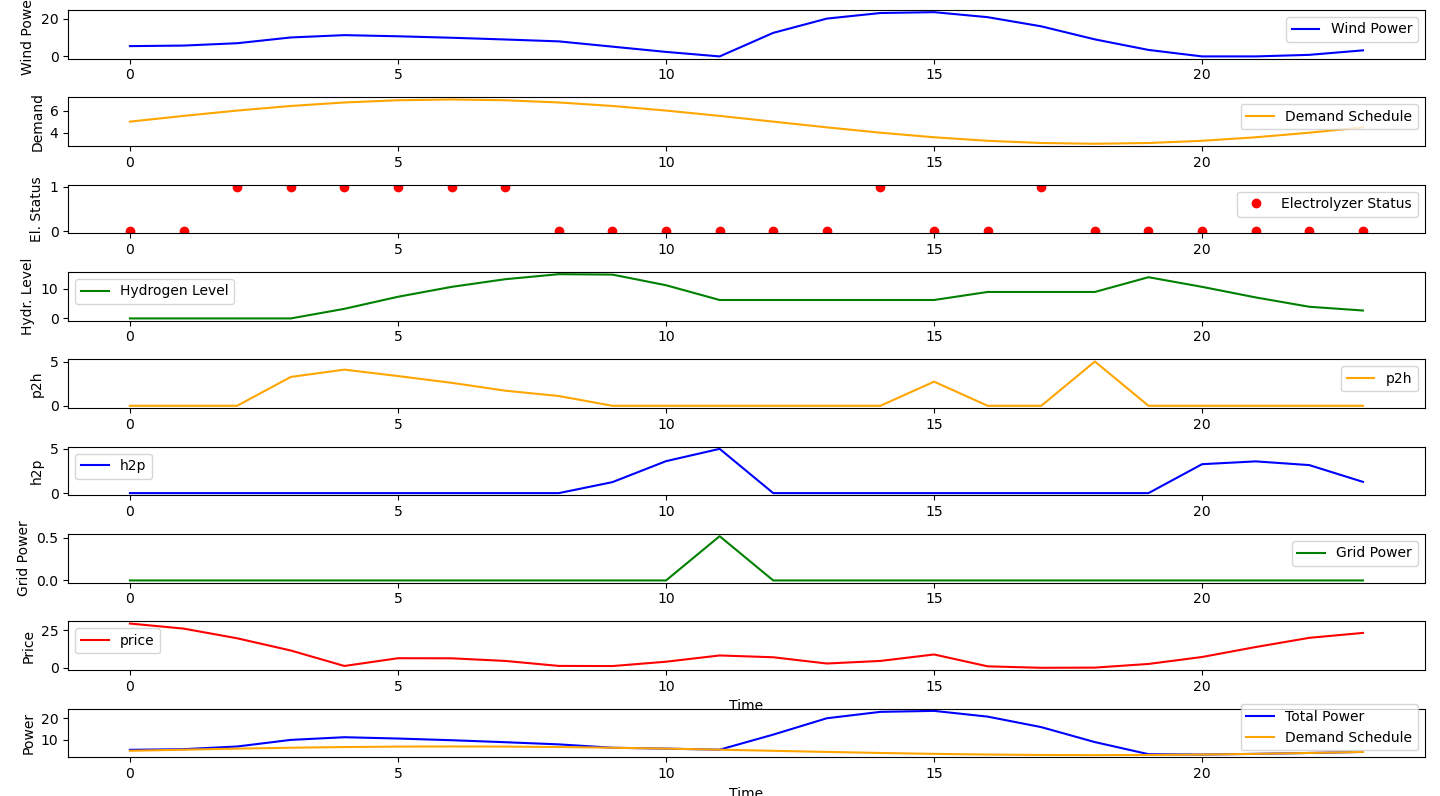 Wind Power
20
0
Wind Power
0 5 10 15 20
Demand
6
4
Demand Schedule
0 5 10 15 20
El. Status
1
0
Electrolyzer Status
0 5 10 15 20
Hydr. Level
10
0
Hydrogen Level
0 5 10 15 20
p2h
5
0
p2h
0 5 10 15 20
h2p
5
0
h2p
0 5 10 15 20
Grid Power
0.5
0.0
Grid Power
0 5 10 15 20
Price
25
0
price
0 5 10 15 20
Time
Power
20
10
Total Power
Demand Schedule
0 5 10 15 20
Time